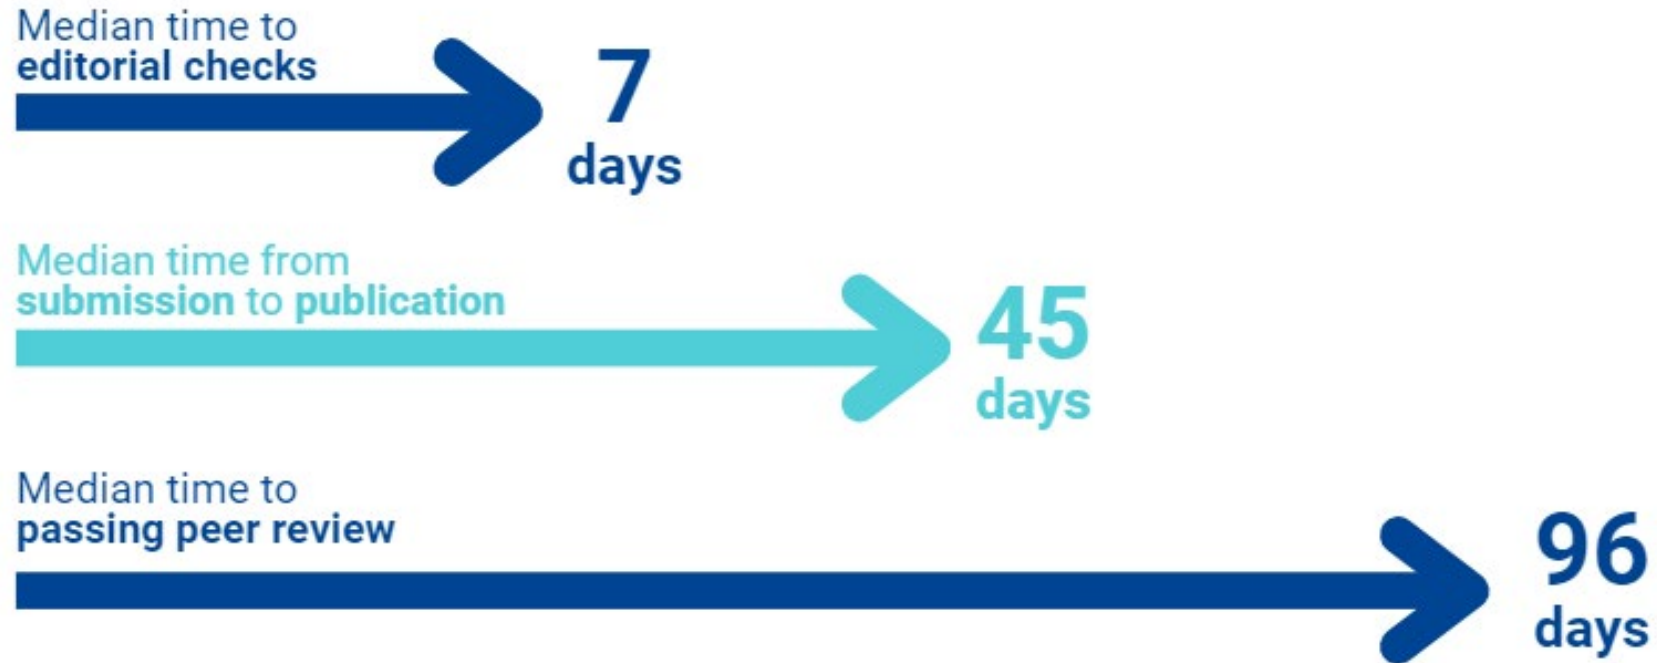 Median time to
editorial checks
7
days
Median time from
submission to publication
45
days
Median time to
passing peer review
96
days